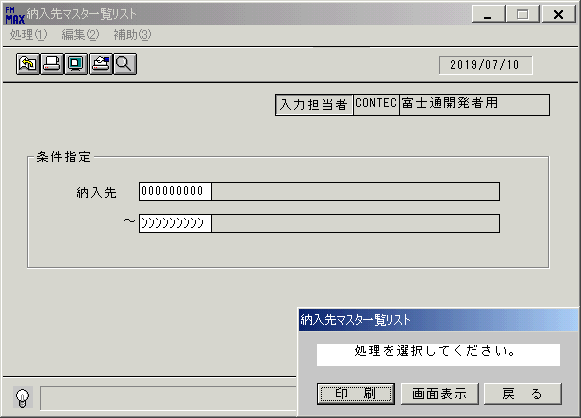 FM MAX 納入先マスター覧リスト
処理(1) 編集(2) 補助(3)
2019/07/10
入力担当者 CONTEC 富士通開発者用
条件指定
納入先 000000000
～ ﾝﾝﾝﾝﾝﾝﾝﾝﾝ
納入先マスター覧リスト
処理を選択してください。
印 刷 画面表示 戻 る